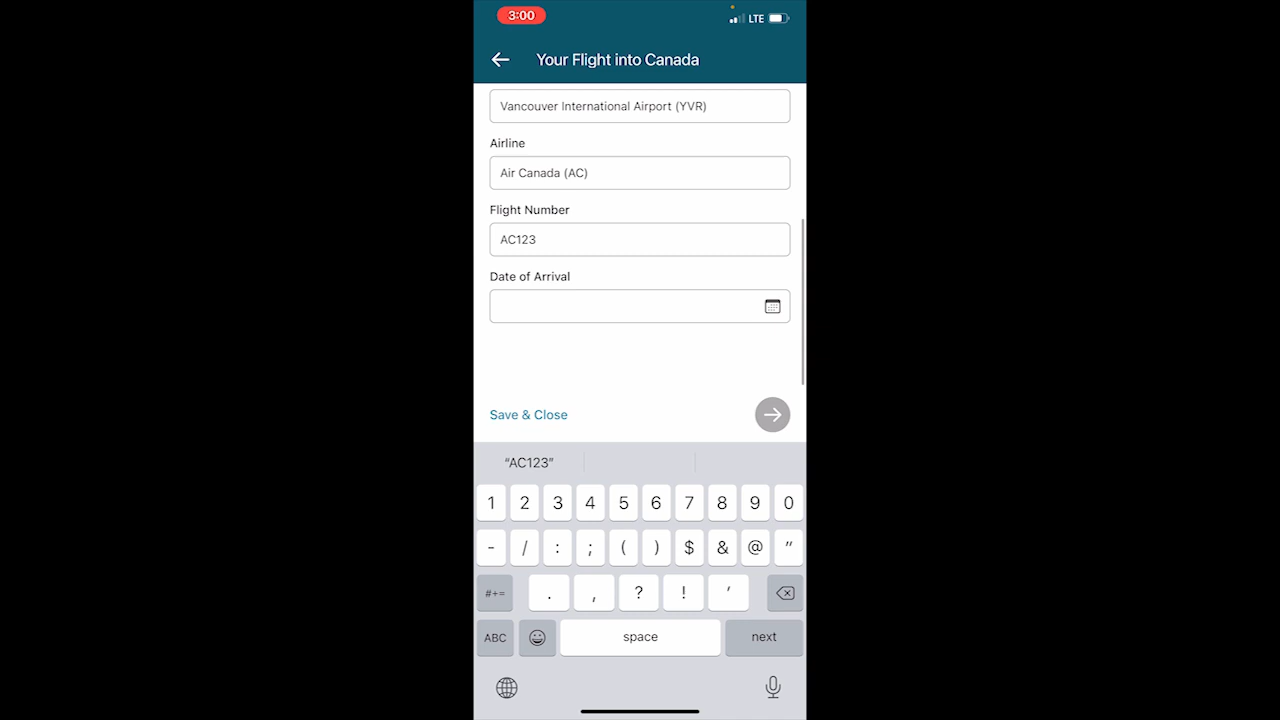 3:00
LTE
Your Flight into Canada
Vancouver International Airport (YVR)
Airline
Air Canada (AC)
Flight Number
AC123
Date of Arrival
Save & Close
“AC123”
1 2 3 4 5 6 7 8 9 0
- / : ; ( ) $ & @ "
#+= . , ? ! '
ABC space next